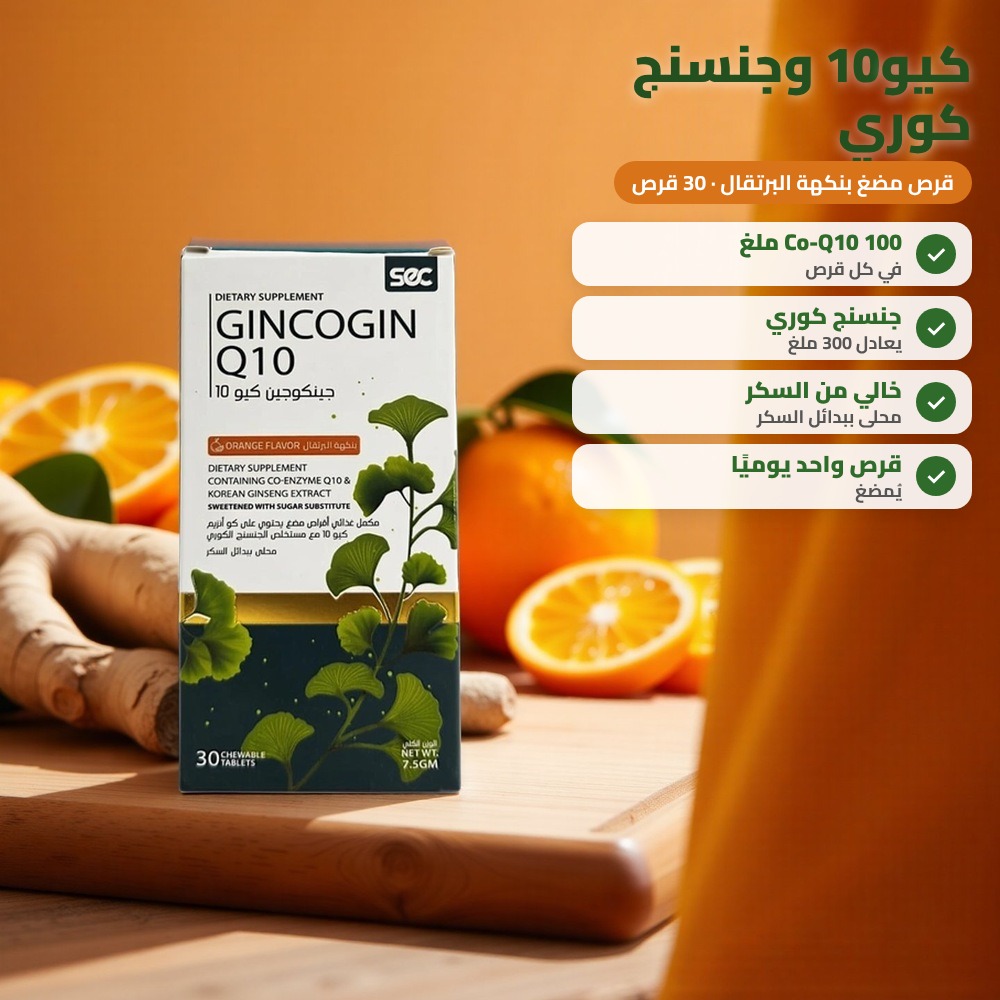 كيو10 وجنسنج
كوري
قرص مضغ بنكهة البرتقال · 30 قرص
Co-Q10 100 ملغ
في كل قرص
جنسنج كوري
يعادل 300 ملغ
خالي من السكر
محلى ببدائل السكر
قرص واحد يوميًا
يُمضغ
sec
DIETARY SUPPLEMENT
GINCOGIN
Q10
جينكوجين كيو 10
ORANGE FLAVOR بنكهة البرتقال
DIETARY SUPPLEMENT
CONTAINING CO-ENZYME Q10 &
KOREAN GINSENG EXTRACT
SWEETENED WITH SUGAR SUBSTITUTE
مكمل غذائي أقراص مضغ يحتوي على كو أنزيم
كيو 10 مع مستخلص الجنسنج الكوري
محلى ببدائل السكر
30 CHEWABLE
TABLETS
الوزن الكلي
NET WT.
7.5GM